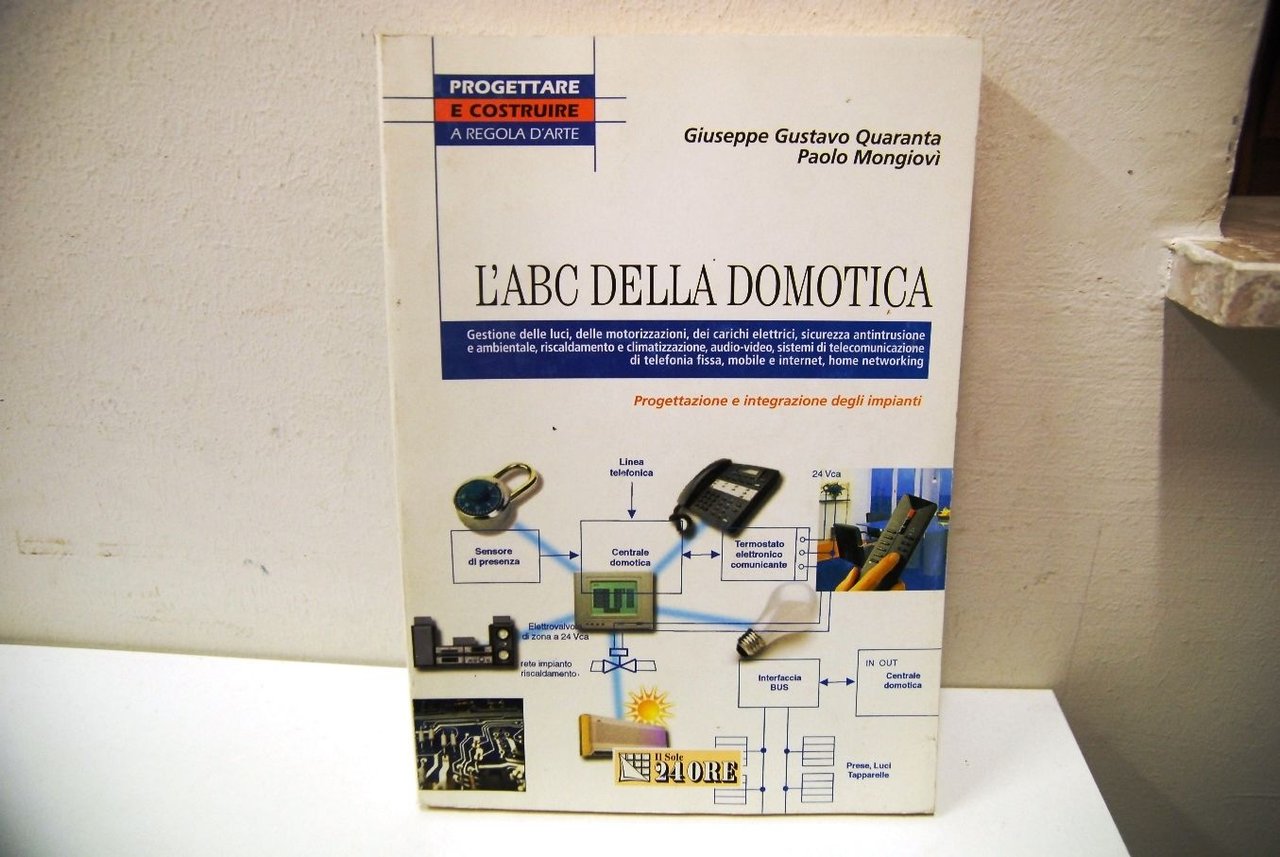 PROGETTARE
E COSTRUIRE
A REGOLA D'ARTE
Giuseppe Gustavo Quaranta
Paolo Mongiovì
L'ABC DELLA DOMOTICA
Gestione delle luci, delle motorizzazioni, dei carichi elettrici, sicurezza antintrusione
e ambientale, riscaldamento e climatizzazione, audio-video, sistemi di telecomunicazione
di telefonia fissa, mobile e internet, home networking
Progettazione e integrazione degli impianti
Linea
telefonica
24 Vca
Sensore
di presenza
Centrale
domotica
Termostato
elettronico
comunicante
Elettrovalvola
di zona a 24 Vca
rete impianto
riscaldamento
Interfaccia
BUS
IN OUT
Centrale
domotica
Prese, Luci
Tapparelle
Il Sole
24 ORE